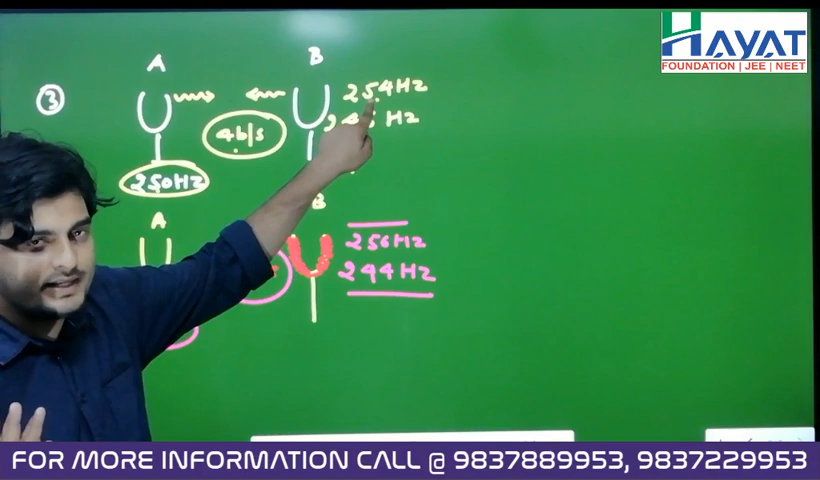 HAYAT
FOUNDATION | JEE | NEET
A
B
3
254Hz
4b/s
Hz
250Hz
A
B
256Hz
244Hz
FOR MORE INFORMATION CALL @ 9837889953, 9837229953